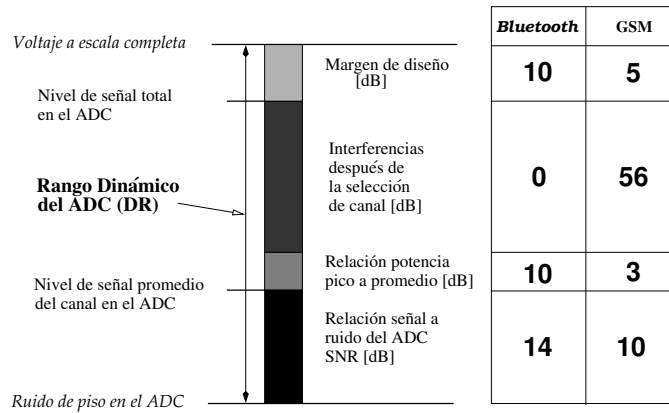 Voltaje a escala completa
Nivel de señal total
en el ADC
Rango Dinámico
del ADC (DR)
Nivel de señal promedio
del canal en el ADC
Ruido de piso en el ADC
Margen de diseño
[dB]
Interferencias
después de
la selección
de canal [dB]
Relación potencia
pico a promedio [dB]
Relación señal a
ruido del ADC
SNR [dB]
Bluetooth GSM
10 5
0 56
10 3
14 10